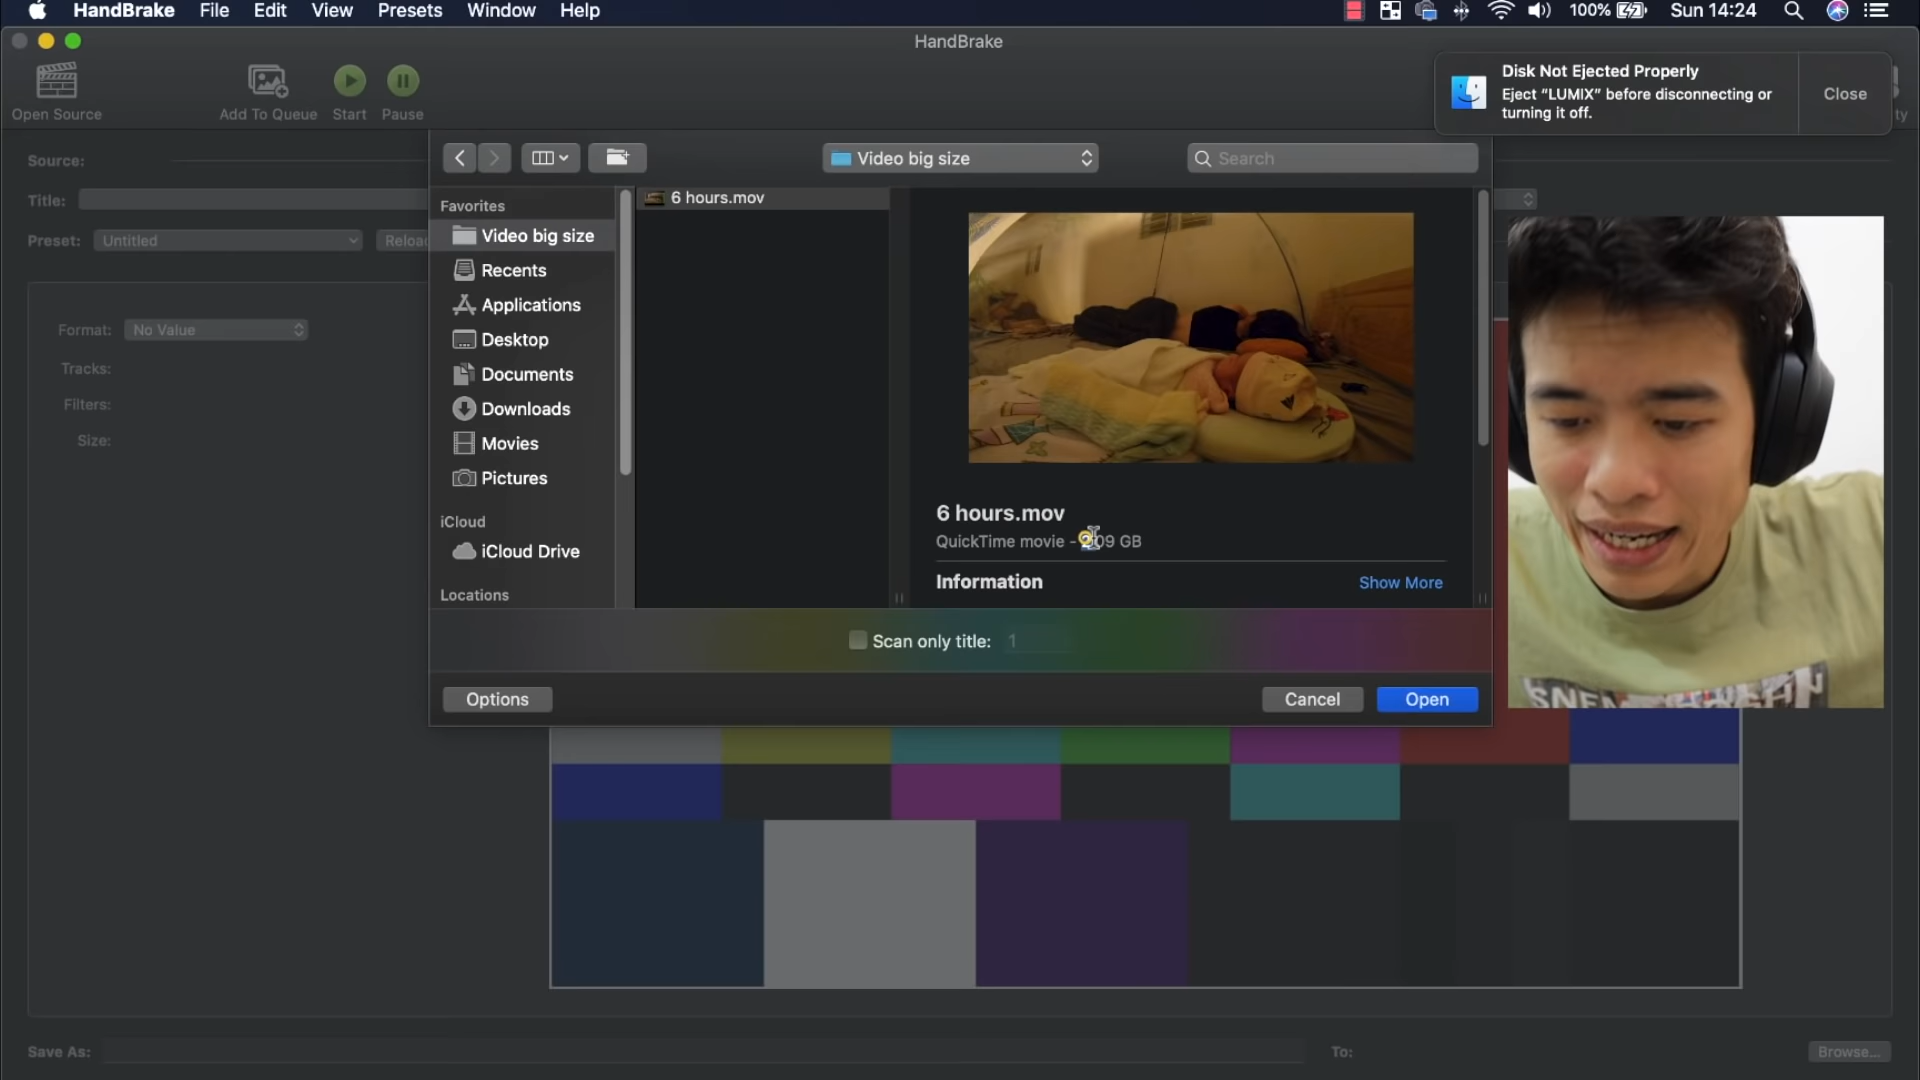 HandBrake File Edit View Presets Window Help 100% Sun 14:24
HandBrake
Open Source
Add To Queue
Start
Pause
Disk Not Ejected Properly
Eject “LUMIX” before disconnecting or
turning it off.
Close
ty
Source:
Title:
Preset: Untitled
Format: No Value
Tracks:
Filters:
Size:
Video big size
Search
Favorites
Video big size
Recents
Applications
Desktop
Documents
Downloads
Movies
Pictures
iCloud
iCloud Drive
Locations
6 hours.mov
6 hours.mov
QuickTime movie - 09 GB
Information Show More
Scan only title: 1
Options Cancel Open
Save As: To: Browse...